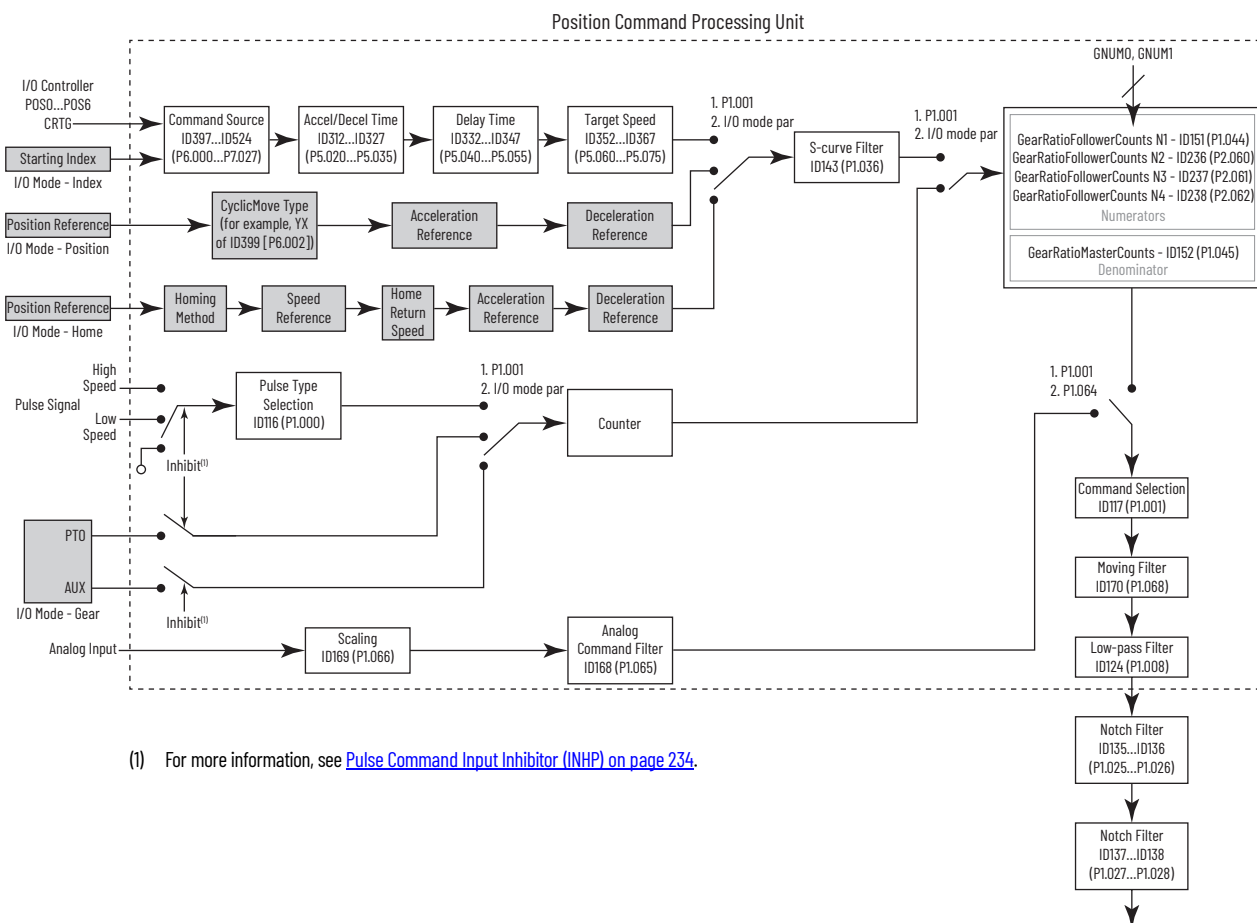 Position Command Processing Unit
GNUM0, GNUM1
I/O Controller
POS0...POS6
CRTG
Starting Index
I/O Mode - Index
Command Source
ID397...ID524
(P6.000...P7.027)
Accel/Decel Time
ID312...ID327
(P5.020...P5.035)
Delay Time
ID332...ID347
(P5.040...P5.055)
Target Speed
ID352...ID367
(P5.060...P5.075)
1. P1.001
2. I/O mode par
S-curve Filter
ID143 (P1.036)
1. P1.001
2. I/O mode par
GearRatioFollowerCounts N1 - ID151 (P1.044)
GearRatioFollowerCounts N2 - ID236 (P2.060)
GearRatioFollowerCounts N3 - ID237 (P2.061)
GearRatioFollowerCounts N4 - ID238 (P2.062)
Numerators
GearRatioMasterCounts - ID152 (P1.045)
Denominator
Position Reference
I/O Mode - Position
CyclicMove Type
(for example, YX
of ID399 [P6.002])
Acceleration
Reference
Deceleration
Reference
Position Reference
I/O Mode - Home
Homing
Method
Speed
Reference
Home
Return
Speed
Acceleration
Reference
Deceleration
Reference
High
Speed
Pulse Signal
Low
Speed
Pulse Type
Selection
ID116 (P1.000)
Inhibit(1)
1. P1.001
2. I/O mode par
Counter
1. P1.001
2. P1.064
PTO
AUX
I/O Mode - Gear
Inhibit(1)
Analog Input
Scaling
ID169 (P1.066)
Analog
Command Filter
ID168 (P1.065)
Command Selection
ID117 (P1.001)
Moving Filter
ID170 (P1.068)
Low-pass Filter
ID124 (P1.008)
Notch Filter
ID135...ID136
(P1.025...P1.026)
Notch Filter
ID137...ID138
(P1.027...P1.028)
(1) For more information, see Pulse Command Input Inhibitor (INHP) on page 234.